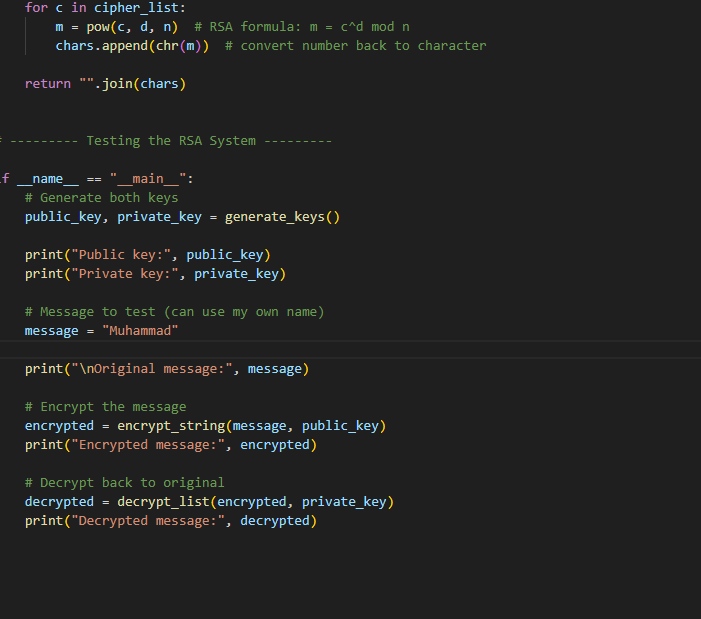 for c in cipher_list:
m = pow(c, d, n)  # RSA formula: m = c^d mod n
chars.append(chr(m))  # convert number back to character
return "".join(chars)
# --------- Testing the RSA System ---------
if __name__ == "__main__":
# Generate both keys
public_key, private_key = generate_keys()
print("Public key:", public_key)
print("Private key:", private_key)
# Message to test (can use my own name)
message = "Muhammad"
print("\nOriginal message:", message)
# Encrypt the message
encrypted = encrypt_string(message, public_key)
print("Encrypted message:", encrypted)
# Decrypt back to original
decrypted = decrypt_list(encrypted, private_key)
print("Decrypted message:", decrypted)